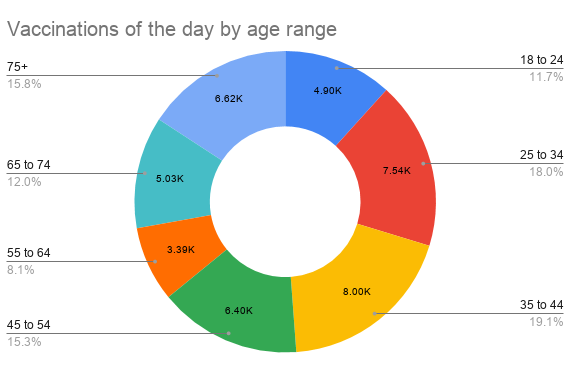 Vaccinations of the day by age range
75+
15.8%
18 to 24
11.7%
6.62K
4.90K
65 to 74
12.0%
25 to 34
18.0%
5.03K
7.54K
55 to 64
8.1%
35 to 44
19.1%
3.39K
8.00K
45 to 54
15.3%
6.40K